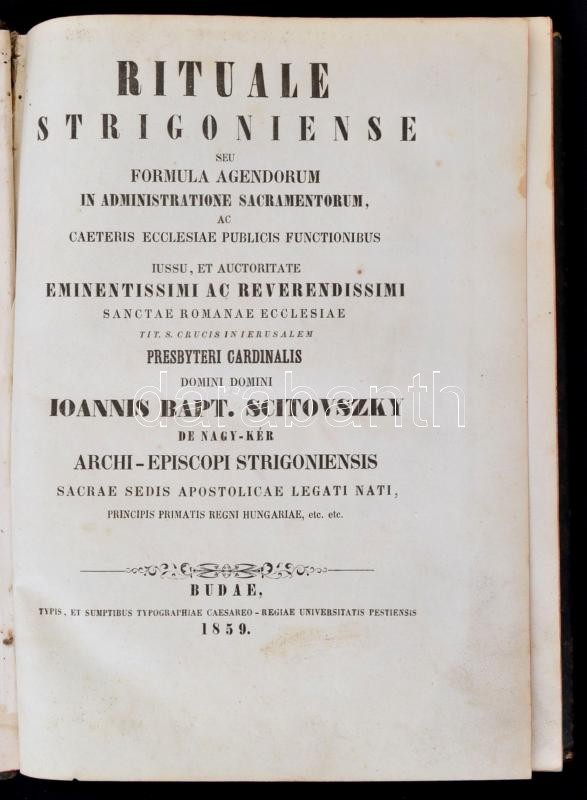 RITUALE
STRIGONIENSE
SEU
FORMULA AGENDORUM
IN ADMINISTRATIONE SACRAMENTORUM,
AC
CAETERIS ECCLESIAE PUBLICIS FUNCTIONIBUS
IUSSU, ET AUCTORITATE
EMINENTISSIMI AC REVERENDISSIMI
SANCTAE ROMANAE ECCLESIAE
TIT. S. CRUCIS IN IERUSALEM
PRESBYTERI CARDINALIS
DOMINI DOMINI
darabanth
IOANNIS BAPT. SCITOVSZKY
DE NAGY-KÉR
ARCHI-EPISCOPI STRIGONIENSIS
SACRAE SEDIS APOSTOLICAE LEGATI NATI,
PRINCIPIS PRIMATIS REGNI HUNGARIAE, etc. etc.
BUDAE,
TYPIS, ET SUMPTIBUS TYPOGRAPHIAE CAESAREO-REGIAE UNIVERSITATIS PESTIENSIS
1859.